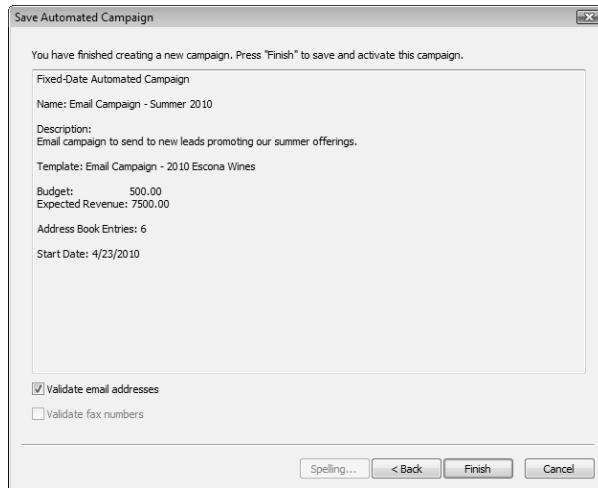 Save Automated Campaign
You have finished creating a new campaign. Press "Finish" to save and activate this campaign.
Fixed-Date Automated Campaign
Name: Email Campaign - Summer 2010
Description:
Email campaign to send to new leads promoting our summer offerings.
Template: Email Campaign - 2010 Escona Wines
Budget: 500.00
Expected Revenue: 7500.00
Address Book Entries: 6
Start Date: 4/23/2010
Validate email addresses
Validate fax numbers
Spelling... < Back Finish Cancel